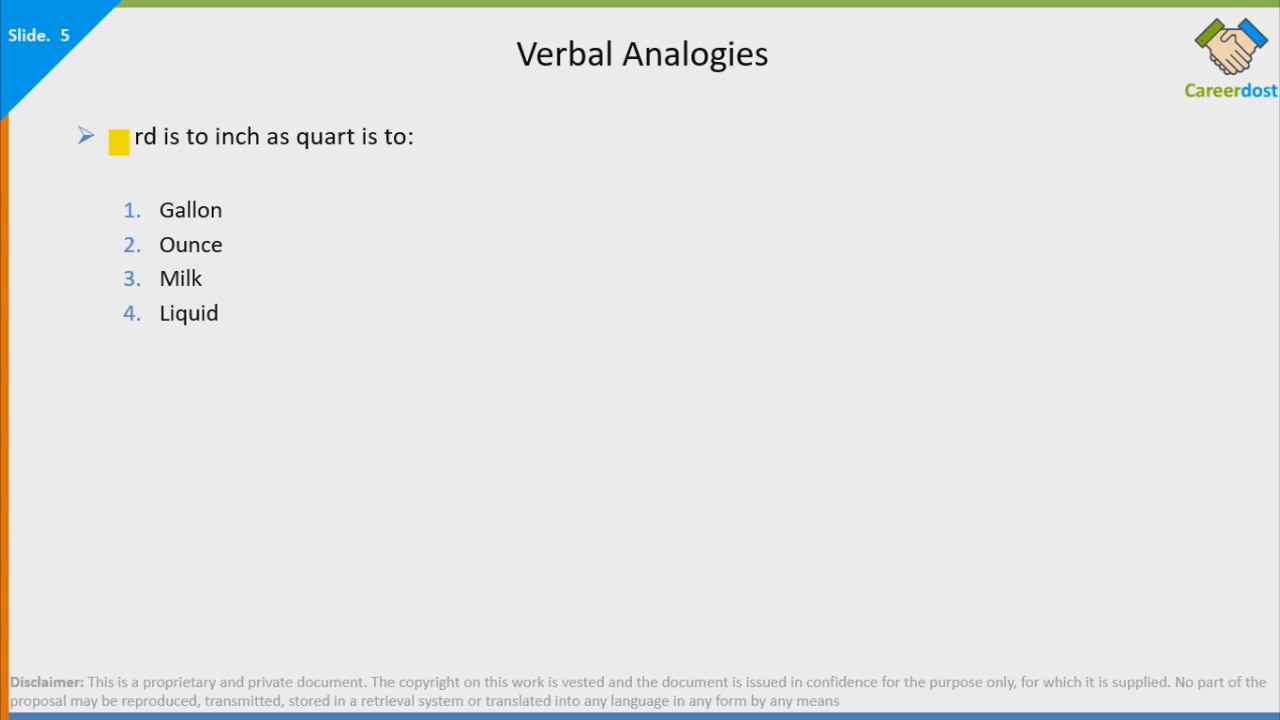 Slide. 5
Verbal Analogies
Careerdost
rd is to inch as quart is to:
1. Gallon
2. Ounce
3. Milk
4. Liquid
Disclaimer: This is a proprietary and private document. The copyright on this work is vested and the document is issued in confidence for the purpose only, for which it is supplied. No part of the
proposal may be reproduced, transmitted, stored in a retrieval system or translated into any language in any form by any means